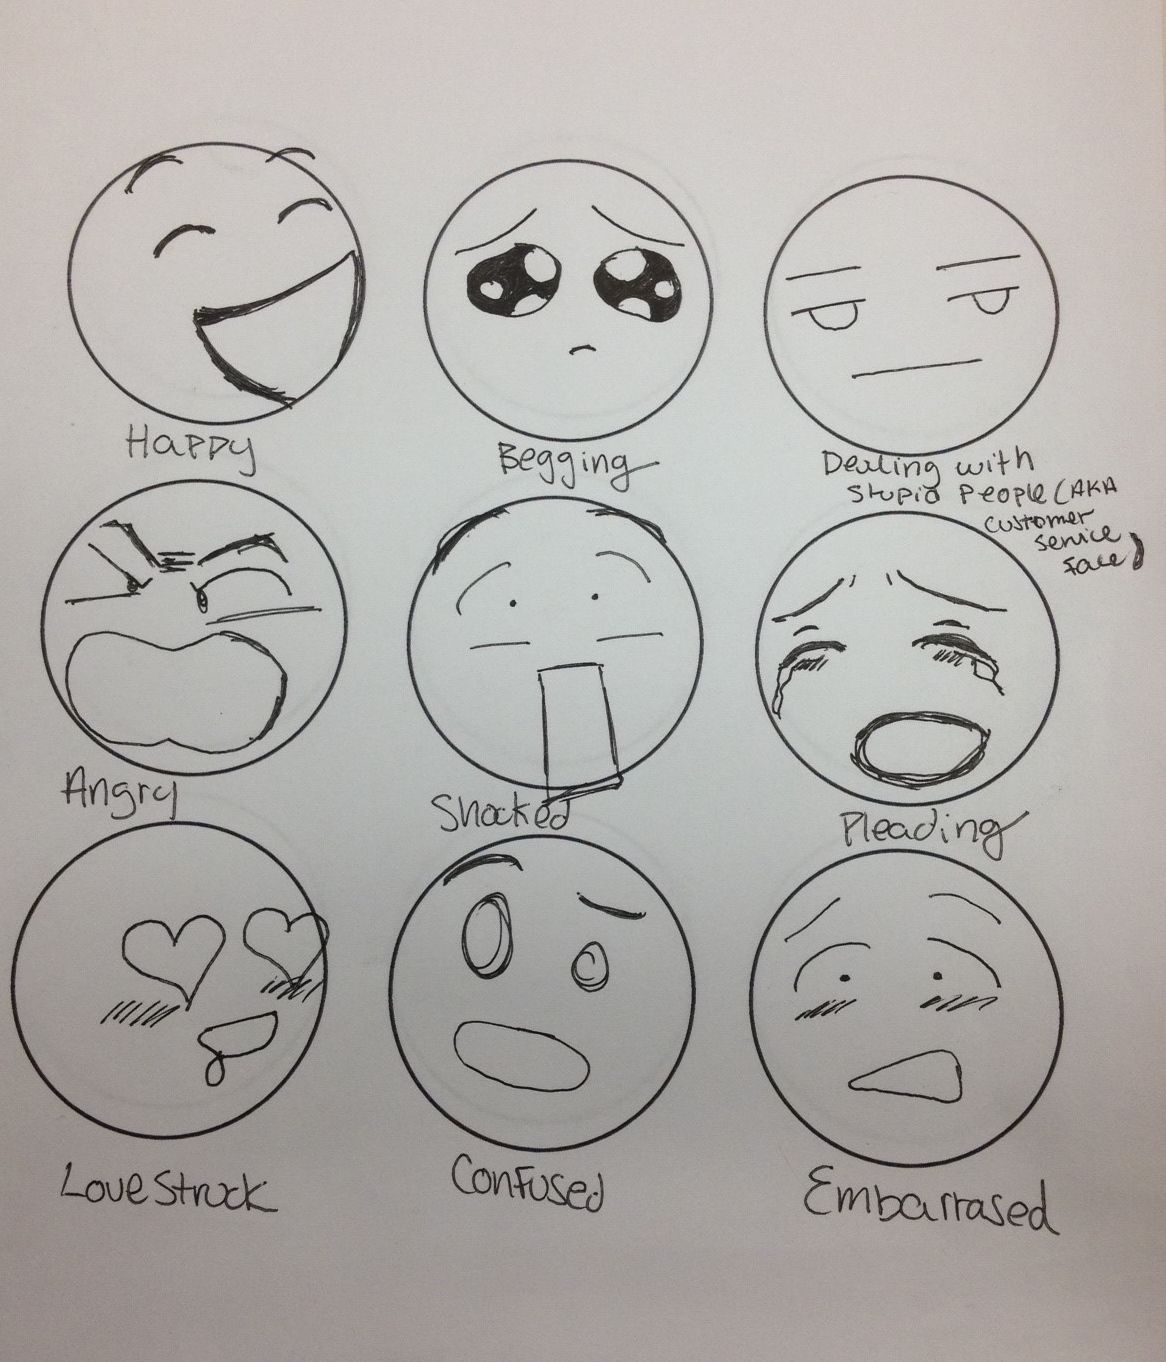 Happy
Begging
Dealing with
Stupid People (AKA
Customer
Service
Face)
Angry
Shocked
Pleading
Love Struck
Confused
Embarrased